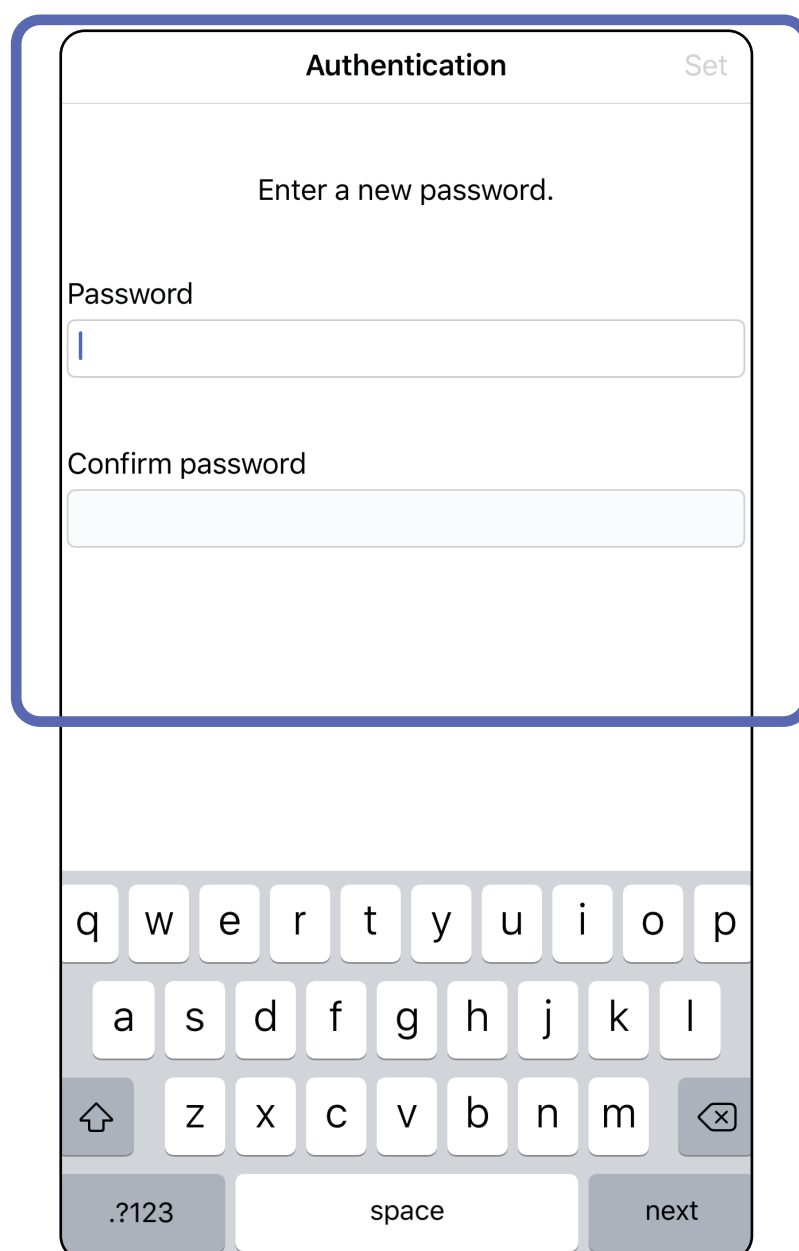 Authentication Set
Enter a new password.
Password
Confirm password
q w e r t y u i o p
a s d f g h j k l
z x c v b n m
.?123 space next